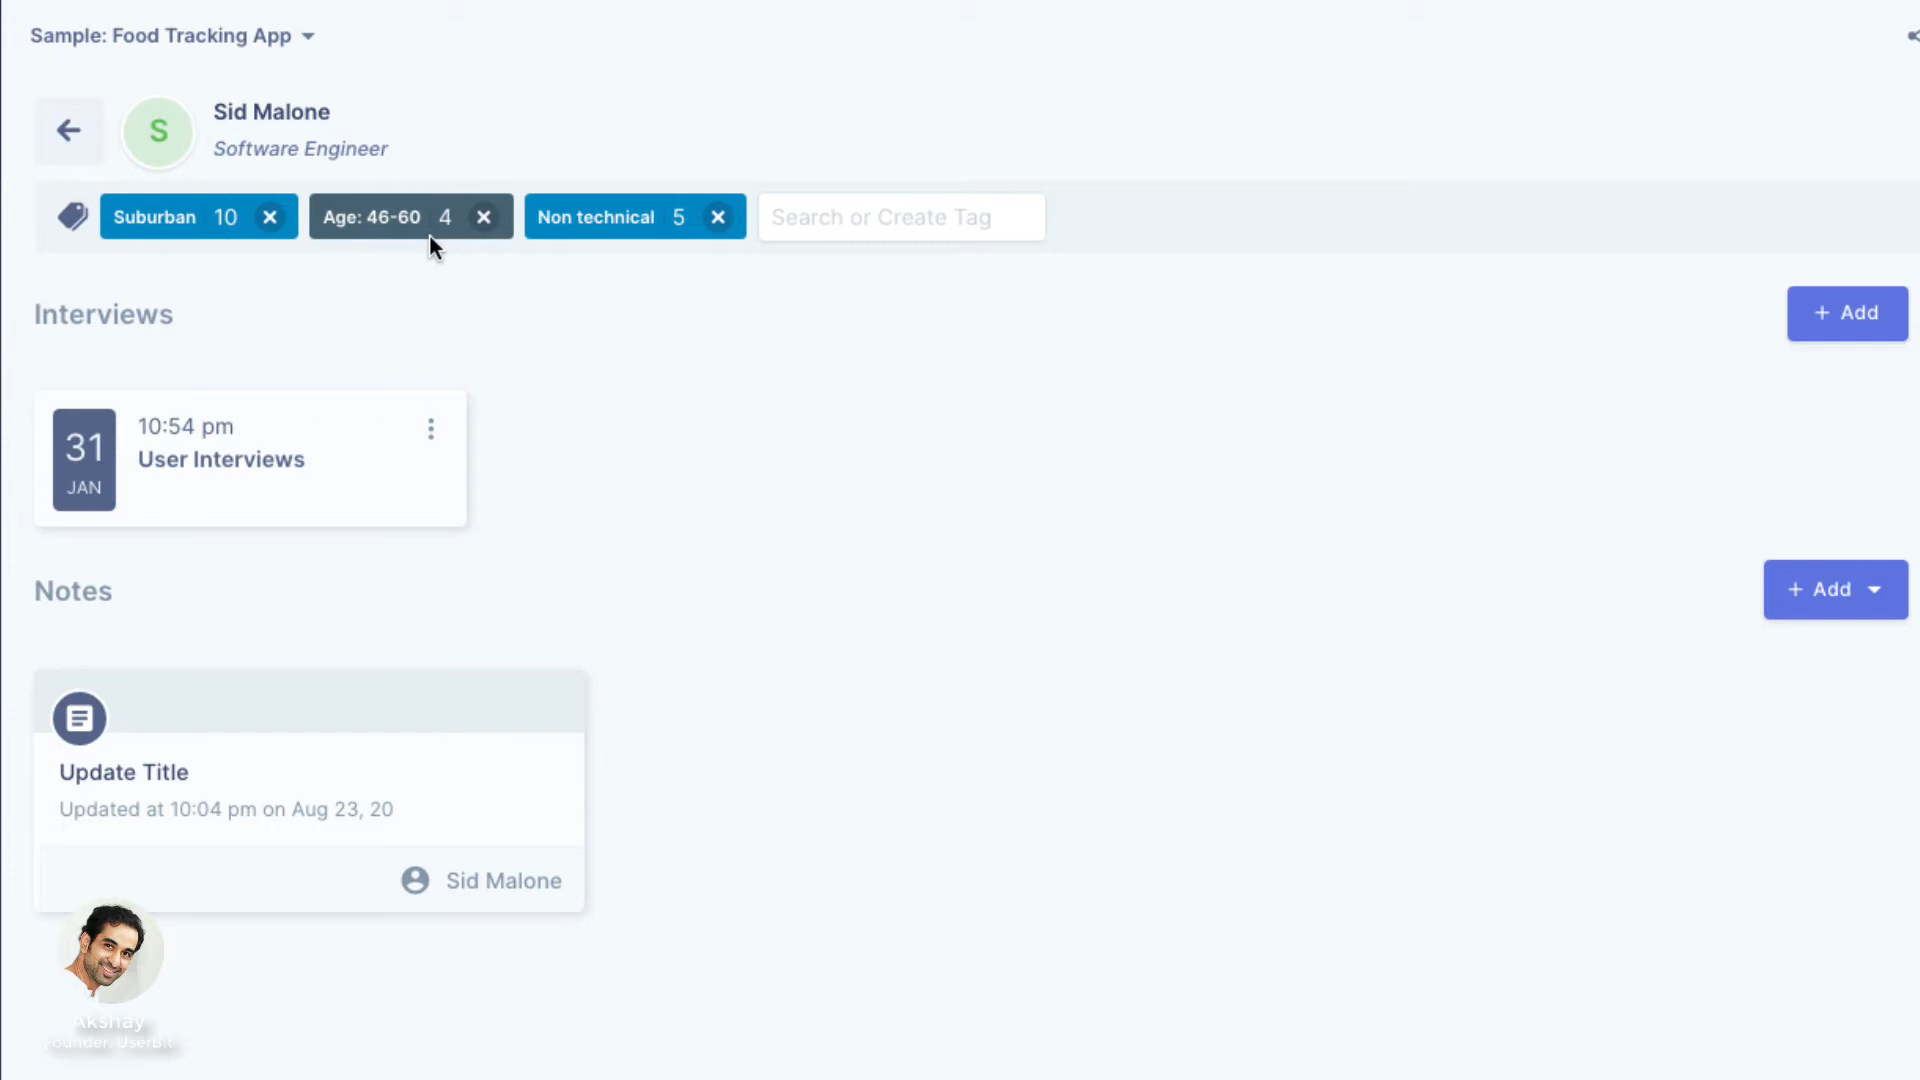 Sample: Food Tracking App
S
Sid Malone
Software Engineer
Suburban 10
Age: 46-60 4
Non technical 5
Search or Create Tag
Interviews
+ Add
31
JAN
10:54 pm
User Interviews
Notes
+ Add
Update Title
Updated at 10:04 pm on Aug 23, 20
Sid Malone
Akshay
Founder, UserBit